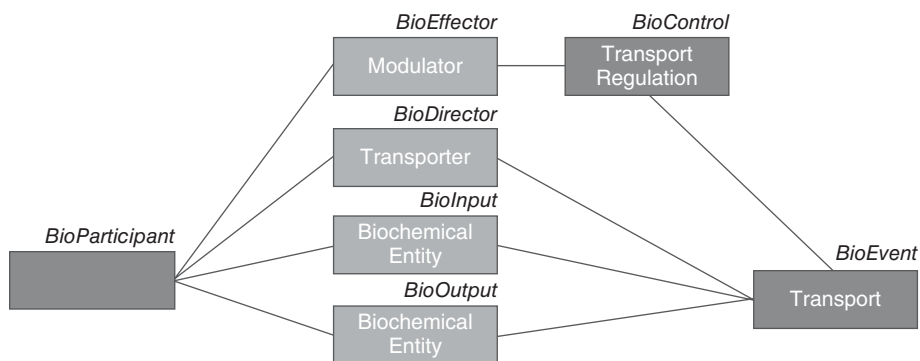 BioEffector
Modulator
BioControl
Transport
Regulation
BioDirector
Transporter
BioInput
Biochemical
Entity
BioParticipant
BioOutput
Biochemical
Entity
BioEvent
Transport